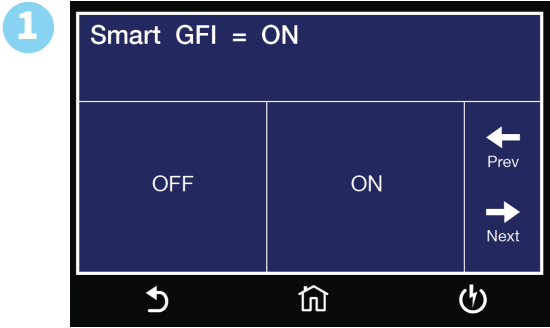 1
Smart GFI = ON
OFF
ON
Prev
Next